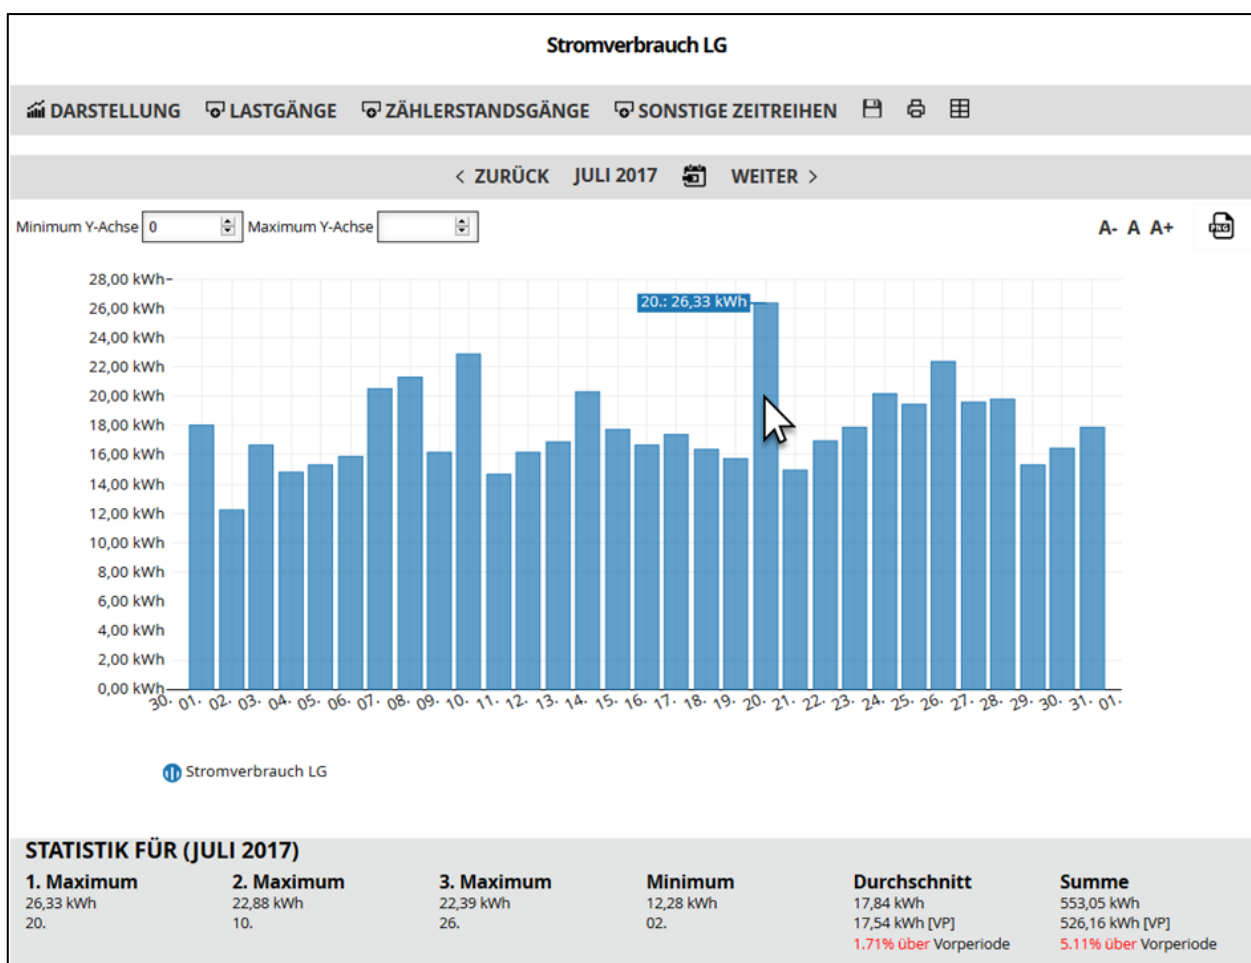 Stromverbrauch LG
DARSTELLUNG LASTGÄNGE ZÄHLERSTANDSGÄNGE SONSTIGE ZEITREIHEN
< ZURÜCK JULI 2017 WEITER >
Minimum Y-Achse 0 Maximum Y-Achse A- A A+ PNG
28,00 kWh
26,00 kWh
24,00 kWh
22,00 kWh
20,00 kWh
18,00 kWh
16,00 kWh
14,00 kWh
12,00 kWh
10,00 kWh
8,00 kWh
6,00 kWh
4,00 kWh
2,00 kWh
0,00 kWh
20.: 26,33 kWh
30. 01. 02. 03. 04. 05. 06. 07. 08. 09. 10. 11. 12. 13. 14. 15. 16. 17. 18. 19. 20. 21. 22. 23. 24. 25. 26. 27. 28. 29. 30. 31. 01.
Stromverbrauch LG
STATISTIK FÜR (JULI 2017)
1. Maximum 2. Maximum 3. Maximum Minimum Durchschnitt Summe
26,33 kWh 22,88 kWh 22,39 kWh 12,28 kWh 17,84 kWh 553,05 kWh
20. 10. 26. 02. 17,54 kWh [VP] 526,16 kWh [VP]
1.71% über Vorperiode 5.11% über Vorperiode